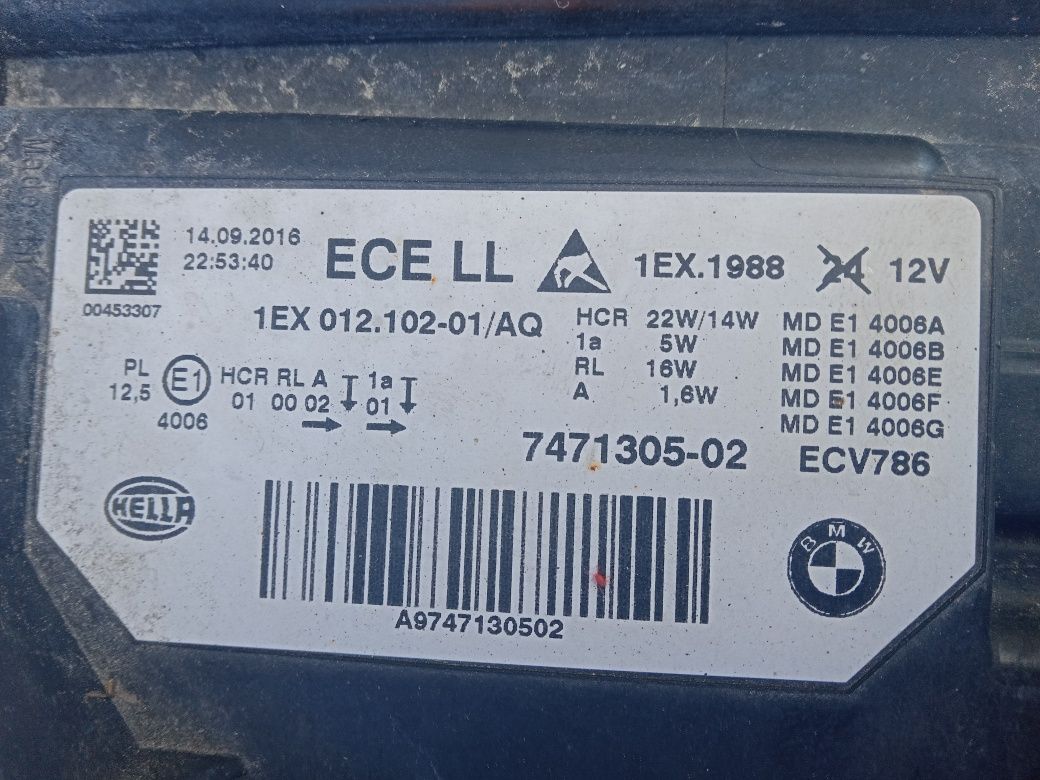 14.09.2016
22:53:40
ECE LL
1EX.1988
24 12V
00453307
1EX 012.102-01/AQ
HCR 22W/14W
1a 5W
RL 16W
A 1,6W
MD E1 4006A
MD E1 4006B
MD E1 4006E
MD E1 4006F
MD E1 4006G
PL
12,5
E1
4006
HCR RL A 1a
01 00 02 01
7471305-02
ECV786
HELLA
BMW
A9747130502